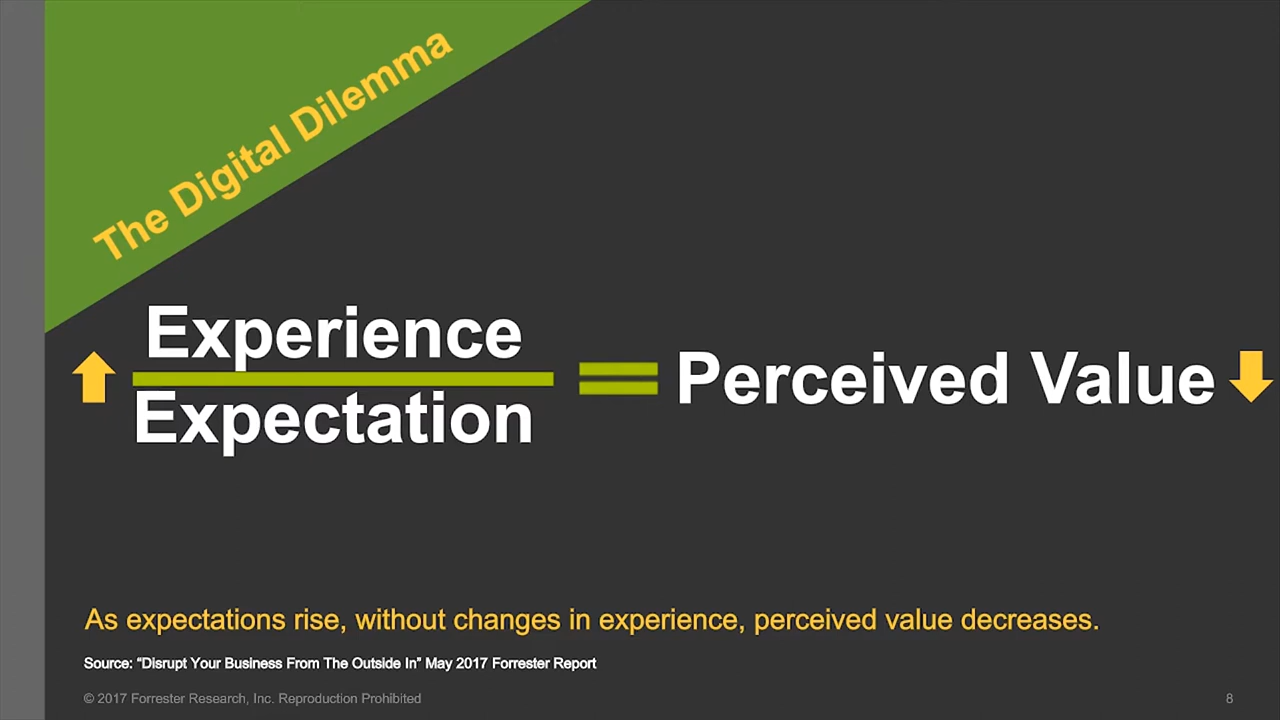 The Digital Dilemma
Experience
Expectation
= Perceived Value
As expectations rise, without changes in experience, perceived value decreases.
Source: “Disrupt Your Business From The Outside In” May 2017 Forrester Report
© 2017 Forrester Research, Inc. Reproduction Prohibited
8